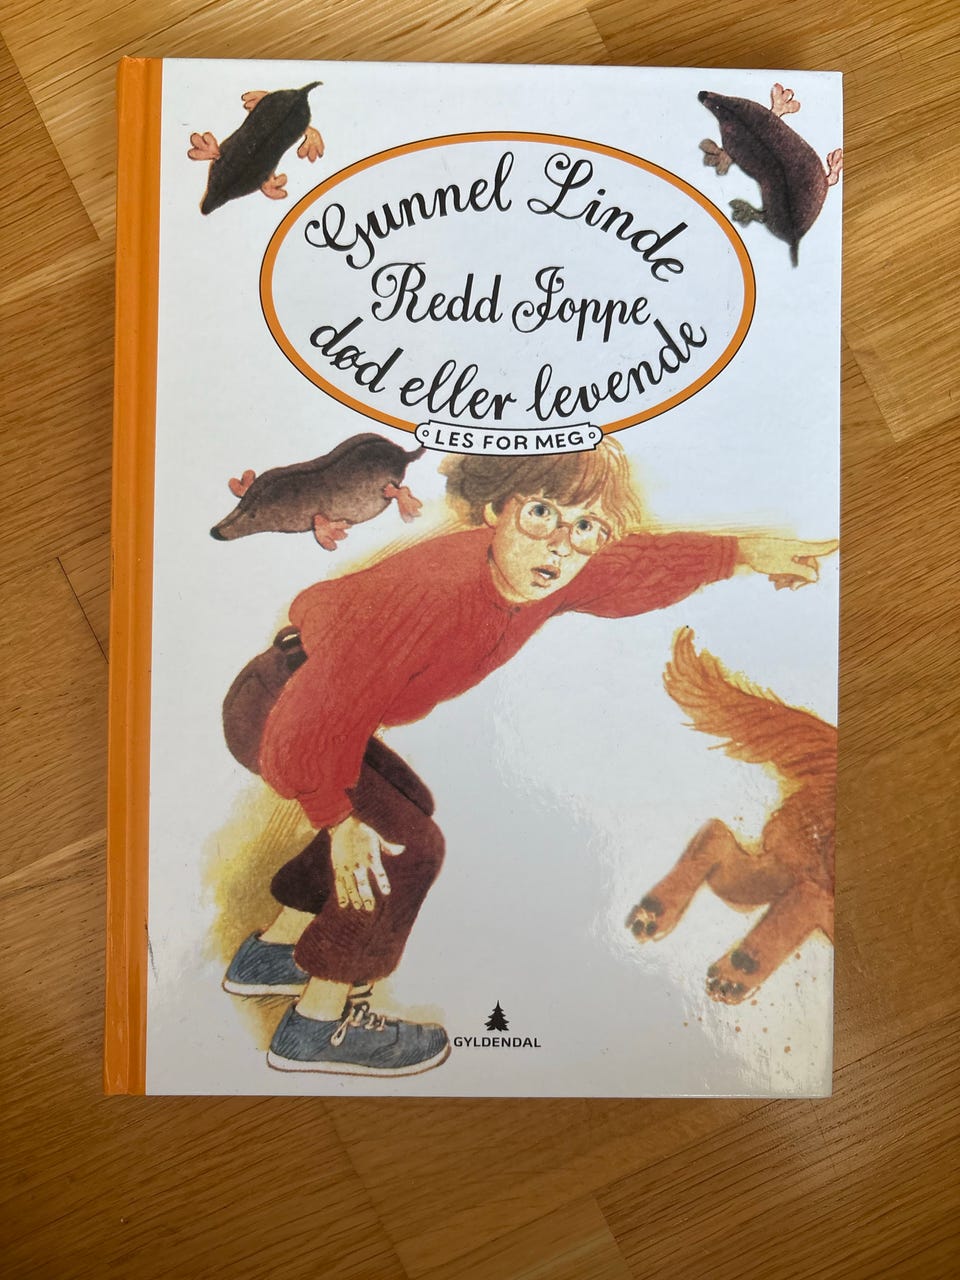 Gunnel Linde
Redd Joppe
død eller levende
LES FOR MEG
GYLDENDAL